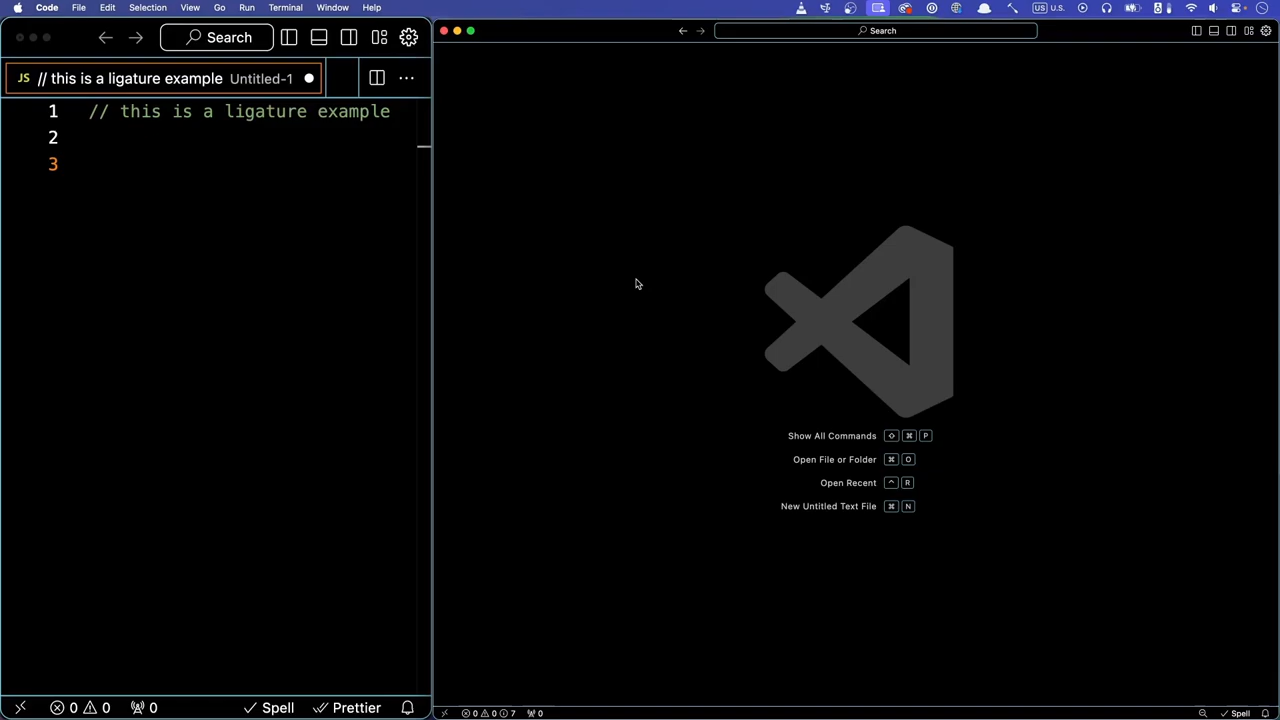 Code File Edit Selection View Go Run Terminal Window Help
U.S.
Search
JS // this is a ligature example Untitled-1
1 // this is a ligature example
2
3
0 0 0 Spell Prettier
Search
Show All Commands ⇧ ⌘ P
Open File or Folder ⌘ O
Open Recent ^ R
New Untitled Text File ⌘ N
0 0 7 0 Spell